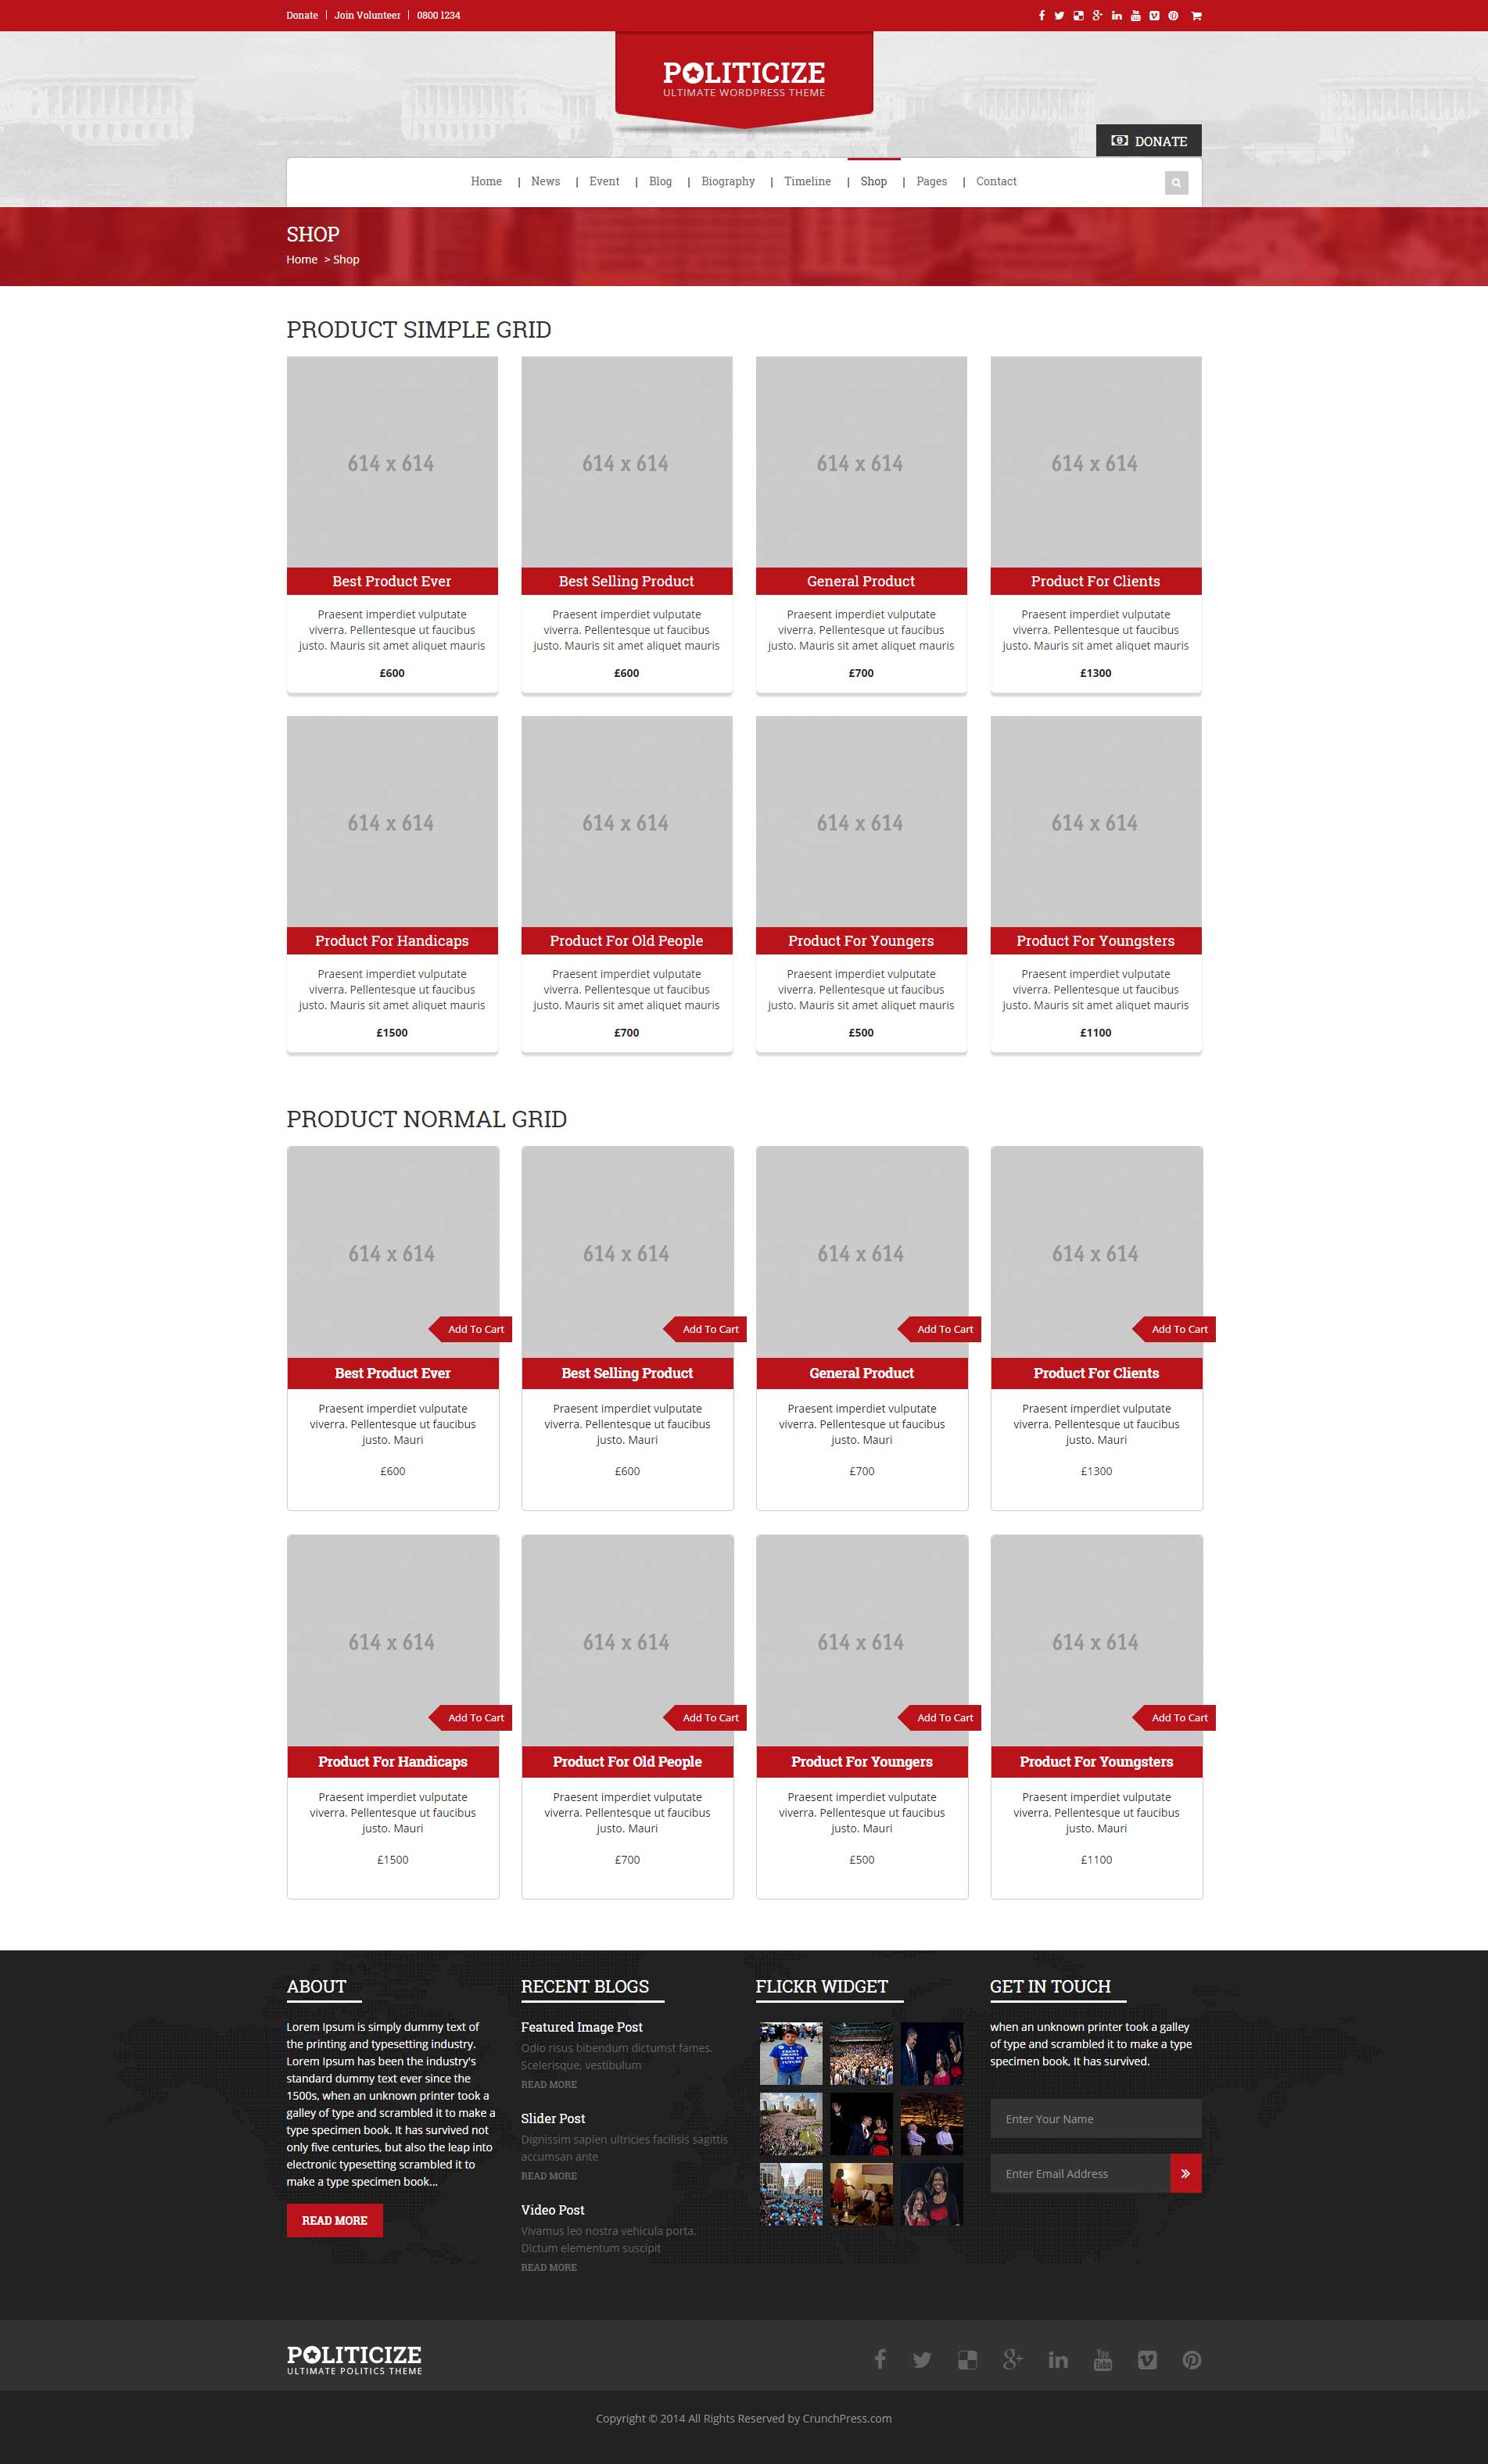 Donate | Join Volunteer | 0800 1234
POLITICIZE
ULTIMATE WORDPRESS THEME
DONATE
Home | News | Event | Blog | Biography | Timeline | Shop | Pages | Contact
SHOP
Home > Shop
PRODUCT SIMPLE GRID
614 x 614 614 x 614 614 x 614 614 x 614
Best Product Ever Best Selling Product General Product Product For Clients
Praesent imperdiet vulputate Praesent imperdiet vulputate Praesent imperdiet vulputate Praesent imperdiet vulputate
viverra. Pellentesque ut faucibus viverra. Pellentesque ut faucibus viverra. Pellentesque ut faucibus viverra. Pellentesque ut faucibus
justo. Mauris sit amet aliquet mauris justo. Mauris sit amet aliquet mauris justo. Mauris sit amet aliquet mauris justo. Mauris sit amet aliquet mauris
£600 £600 £700 £1300
614 x 614 614 x 614 614 x 614 614 x 614
Product For Handicaps Product For Old People Product For Youngers Product For Youngsters
Praesent imperdiet vulputate Praesent imperdiet vulputate Praesent imperdiet vulputate Praesent imperdiet vulputate
viverra. Pellentesque ut faucibus viverra. Pellentesque ut faucibus viverra. Pellentesque ut faucibus viverra. Pellentesque ut faucibus
justo. Mauris sit amet aliquet mauris justo. Mauris sit amet aliquet mauris justo. Mauris sit amet aliquet mauris justo. Mauris sit amet aliquet mauris
£1500 £700 £500 £1100
PRODUCT NORMAL GRID
614 x 614 614 x 614 614 x 614 614 x 614
Add To Cart Add To Cart Add To Cart Add To Cart
Best Product Ever Best Selling Product General Product Product For Clients
Praesent imperdiet vulputate Praesent imperdiet vulputate Praesent imperdiet vulputate Praesent imperdiet vulputate
viverra. Pellentesque ut faucibus viverra. Pellentesque ut faucibus viverra. Pellentesque ut faucibus viverra. Pellentesque ut faucibus
justo. Mauri justo. Mauri justo. Mauri justo. Mauri
£600 £600 £700 £1300
614 x 614 614 x 614 614 x 614 614 x 614
Add To Cart Add To Cart Add To Cart Add To Cart
Product For Handicaps Product For Old People Product For Youngers Product For Youngsters
Praesent imperdiet vulputate Praesent imperdiet vulputate Praesent imperdiet vulputate Praesent imperdiet vulputate
viverra. Pellentesque ut faucibus viverra. Pellentesque ut faucibus viverra. Pellentesque ut faucibus viverra. Pellentesque ut faucibus
justo. Mauri justo. Mauri justo. Mauri justo. Mauri
£1500 £700 £500 £1100
ABOUT
Lorem Ipsum is simply dummy text of
the printing and typesetting industry.
Lorem Ipsum has been the industry's
standard dummy text ever since the
1500s, when an unknown printer took a
galley of type and scrambled it to make a
type specimen book. It has survived not
only five centuries, but also the leap into
electronic typesetting scrambled it to
make a type specimen book...
READ MORE
RECENT BLOGS
Featured Image Post
Odio risus bibendum dictumst fames.
Scelerisque, vestibulum
READ MORE
Slider Post
Dignissim sapien ultricies facilisis sagittis
accumsan ante
READ MORE
Video Post
Vivamus leo nostra vehicula porta.
Dictum elementum suscipit
READ MORE
FLICKR WIDGET
GET IN TOUCH
when an unknown printer took a galley
of type and scrambled it to make a type
specimen book, It has survived.
Enter Your Name
Enter Email Address
POLITICIZE
ULTIMATE POLITICS THEME
Copyright © 2014 All Rights Reserved by CrunchPress.com